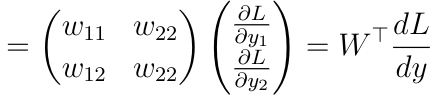 = \begin{pmatrix} w_{11} & w_{22} \\ w_{12} & w_{22} \end{pmatrix} \begin{pmatrix} \frac{\partial L}{\partial y_1} \\ \frac{\partial L}{\partial y_2} \end{pmatrix} = W^\top \frac{dL}{dy}